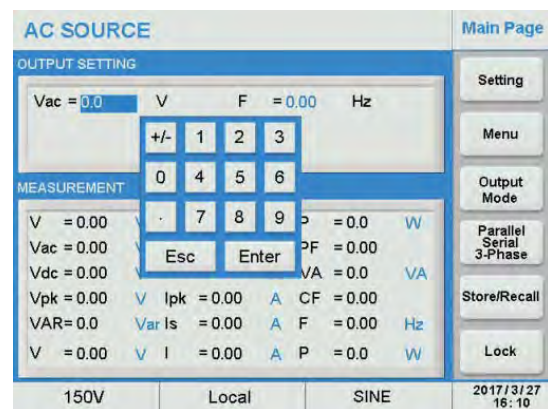 AC SOURCE
Main Page
OUTPUT SETTING
Vac = 0.0 V F = 0.00 Hz
Setting
Menu
Output
Mode
Parallel
Serial
3-Phase
Store/Recall
Lock
+/- 1 2 3
0 4 5 6
. 7 8 9
Esc Enter
MEASUREMENT
V = 0.00 P = 0.0 W
Vac = 0.00 PF = 0.00
Vdc = 0.00 VA = 0.0 VA
Vpk = 0.00 V Ipk = 0.00 A CF = 0.00
VAR= 0.0 Var Is = 0.00 A F = 0.00 Hz
V = 0.00 V I = 0.00 A P = 0.0 W
150V Local SINE 2017/3/27
16:10